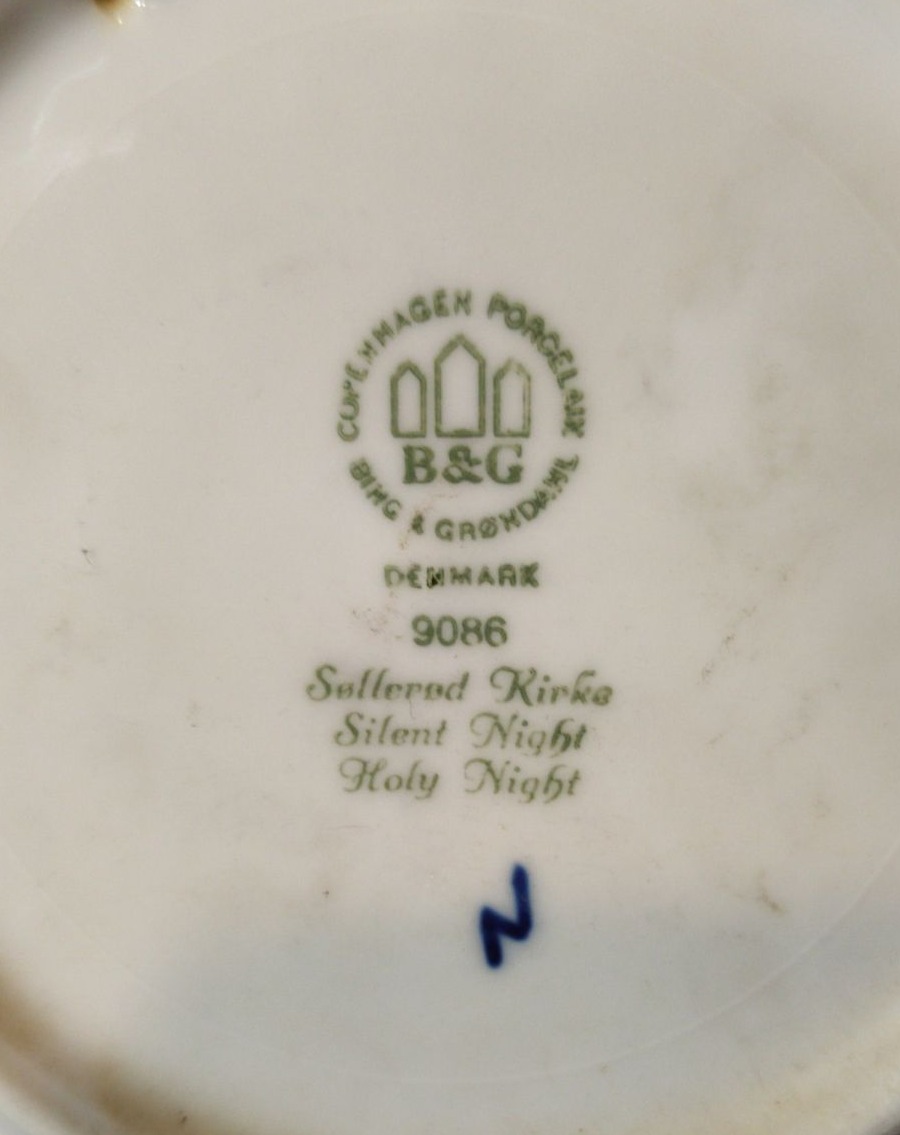 COPENHAGEN PORCELAIN
B&G
BING & GRØNDAHL
DENMARK
9086
Søllerød Kirke
Silent Night
Holy Night
N